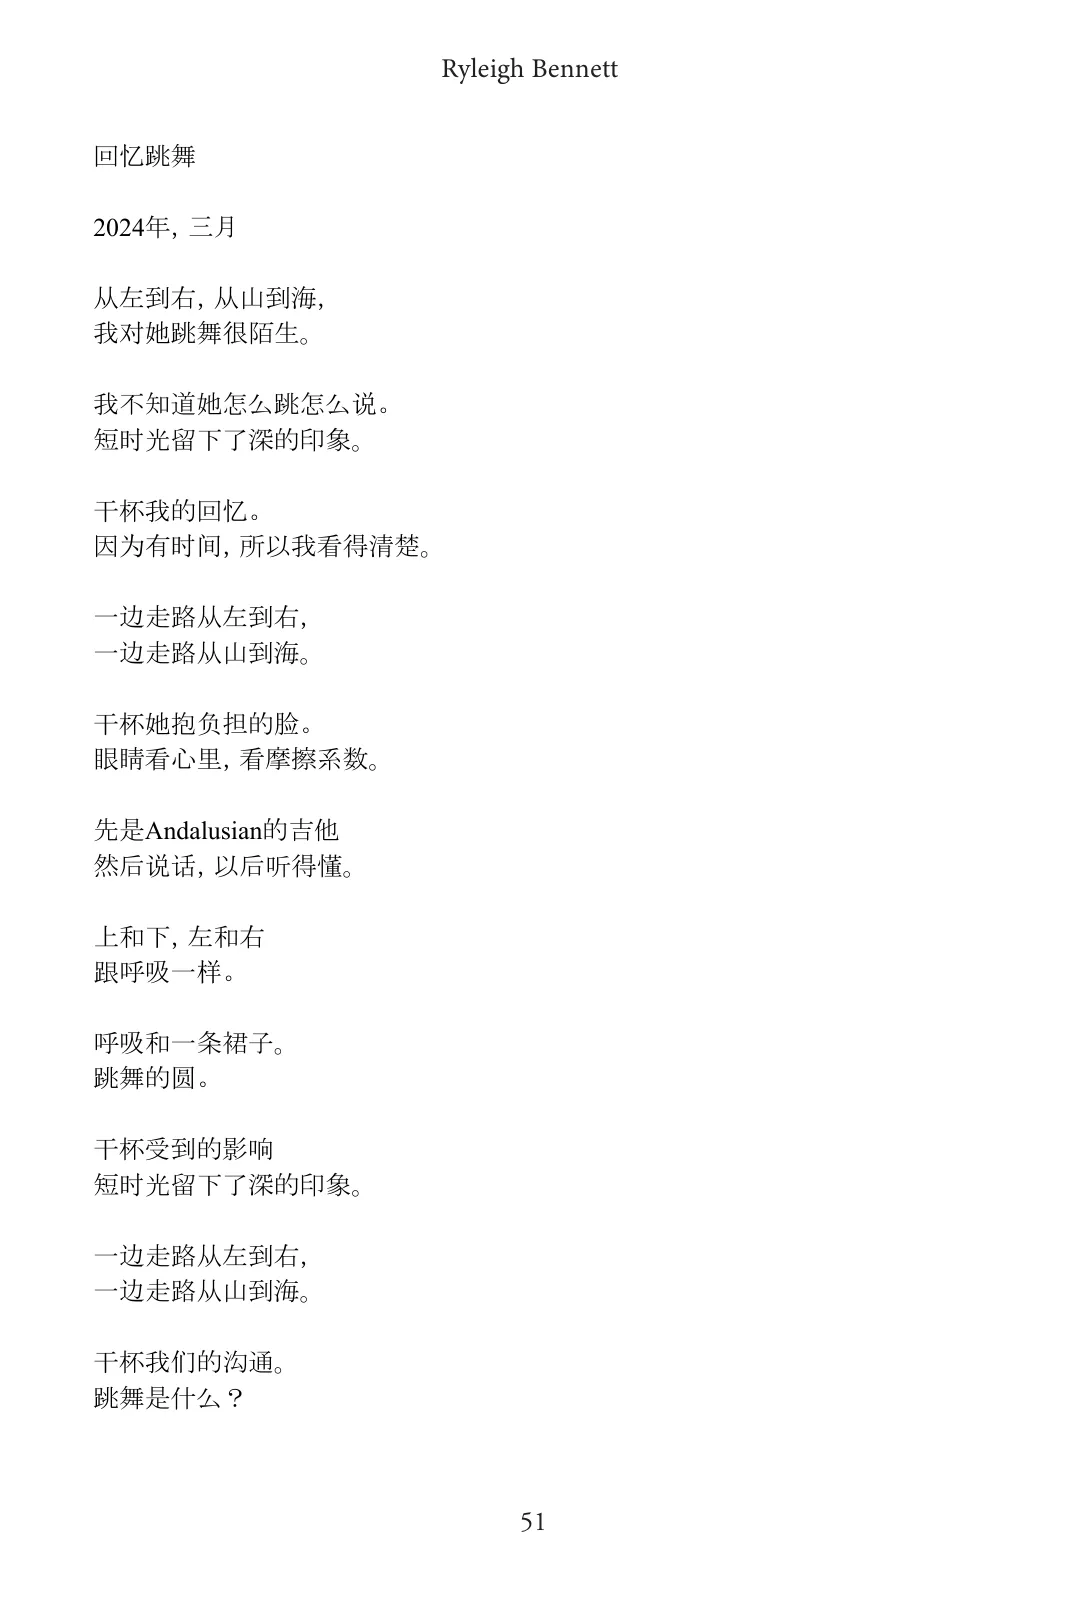 Ryleigh Bennett
回忆跳舞
2024年, 三月
从左到右, 从山到海,
我对她跳舞很陌生。
我不知道她怎么跳怎么说。
短时光留下了深的印象。
干杯我的回忆。
因为有时间, 所以我看得清楚。
一边走路从左到右,
一边走路从山到海。
干杯她抱负担的脸。
眼睛看心里, 看摩擦系数。
先是Andalusian的吉他
然后说话, 以后听得懂。
上和下, 左和右
跟呼吸一样。
呼吸和一条裙子。
跳舞的圆。
干杯受到的影响
短时光留下了深的印象。
一边走路从左到右,
一边走路从山到海。
干杯我们的沟通。
跳舞是什么？
51